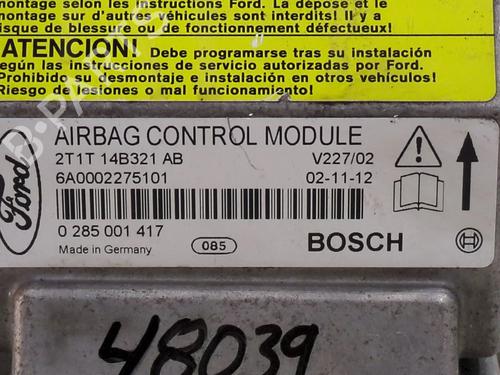 montage selon les instructions Ford. La dépose et le
montage sur d'autres véhicules sont interdits! Il y a
risque de blessure ou de fonctionnement défectueux!
ATENCION! Debe programarse tras su instalación
según las instrucciones de servicio autorizadas por Ford.
¡Prohibido su desmontaje e instalación en otros vehículos!
¡Riesgo de lesiones o mal funcionamiento!
Ford
AIRBAG CONTROL MODULE
2T1T 14B321 AB
V227/02
6A0002275101
02-11-12
0 285 001 417
Made in Germany
085
BOSCH
48039